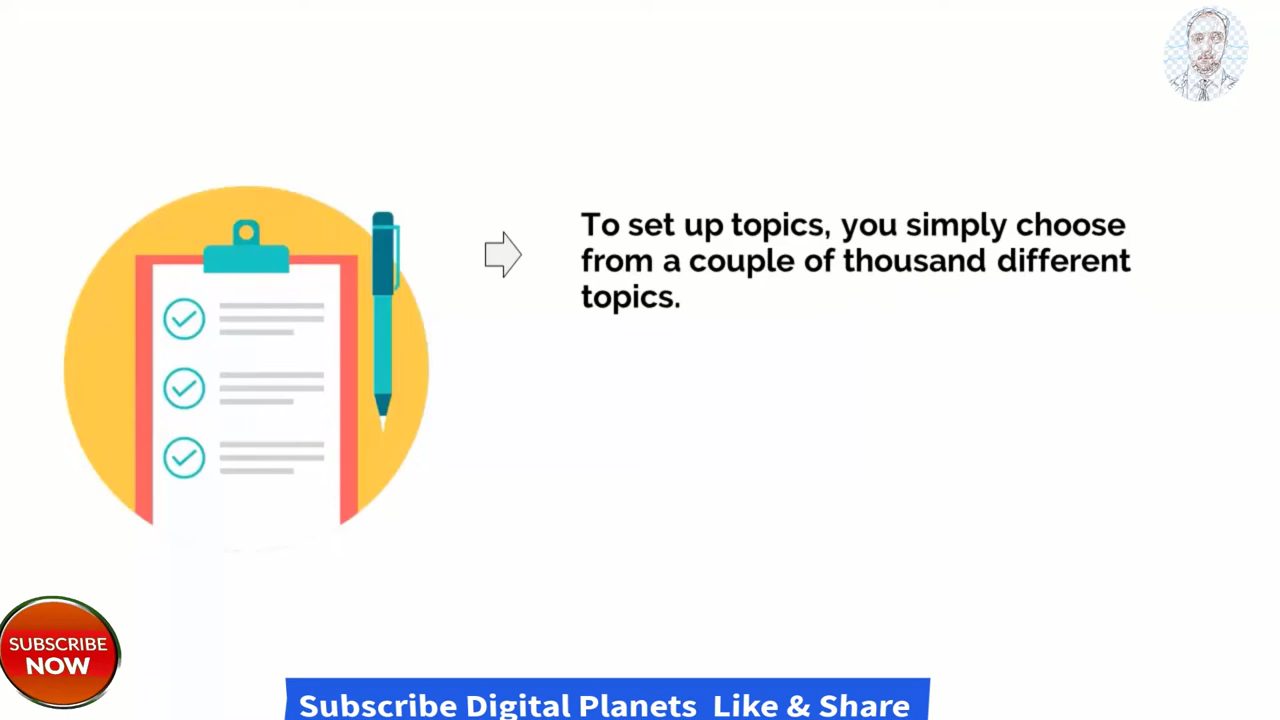 To set up topics, you simply choose
from a couple of thousand different
topics.
SUBSCRIBE
NOW
Subscribe Digital Planets Like & Share